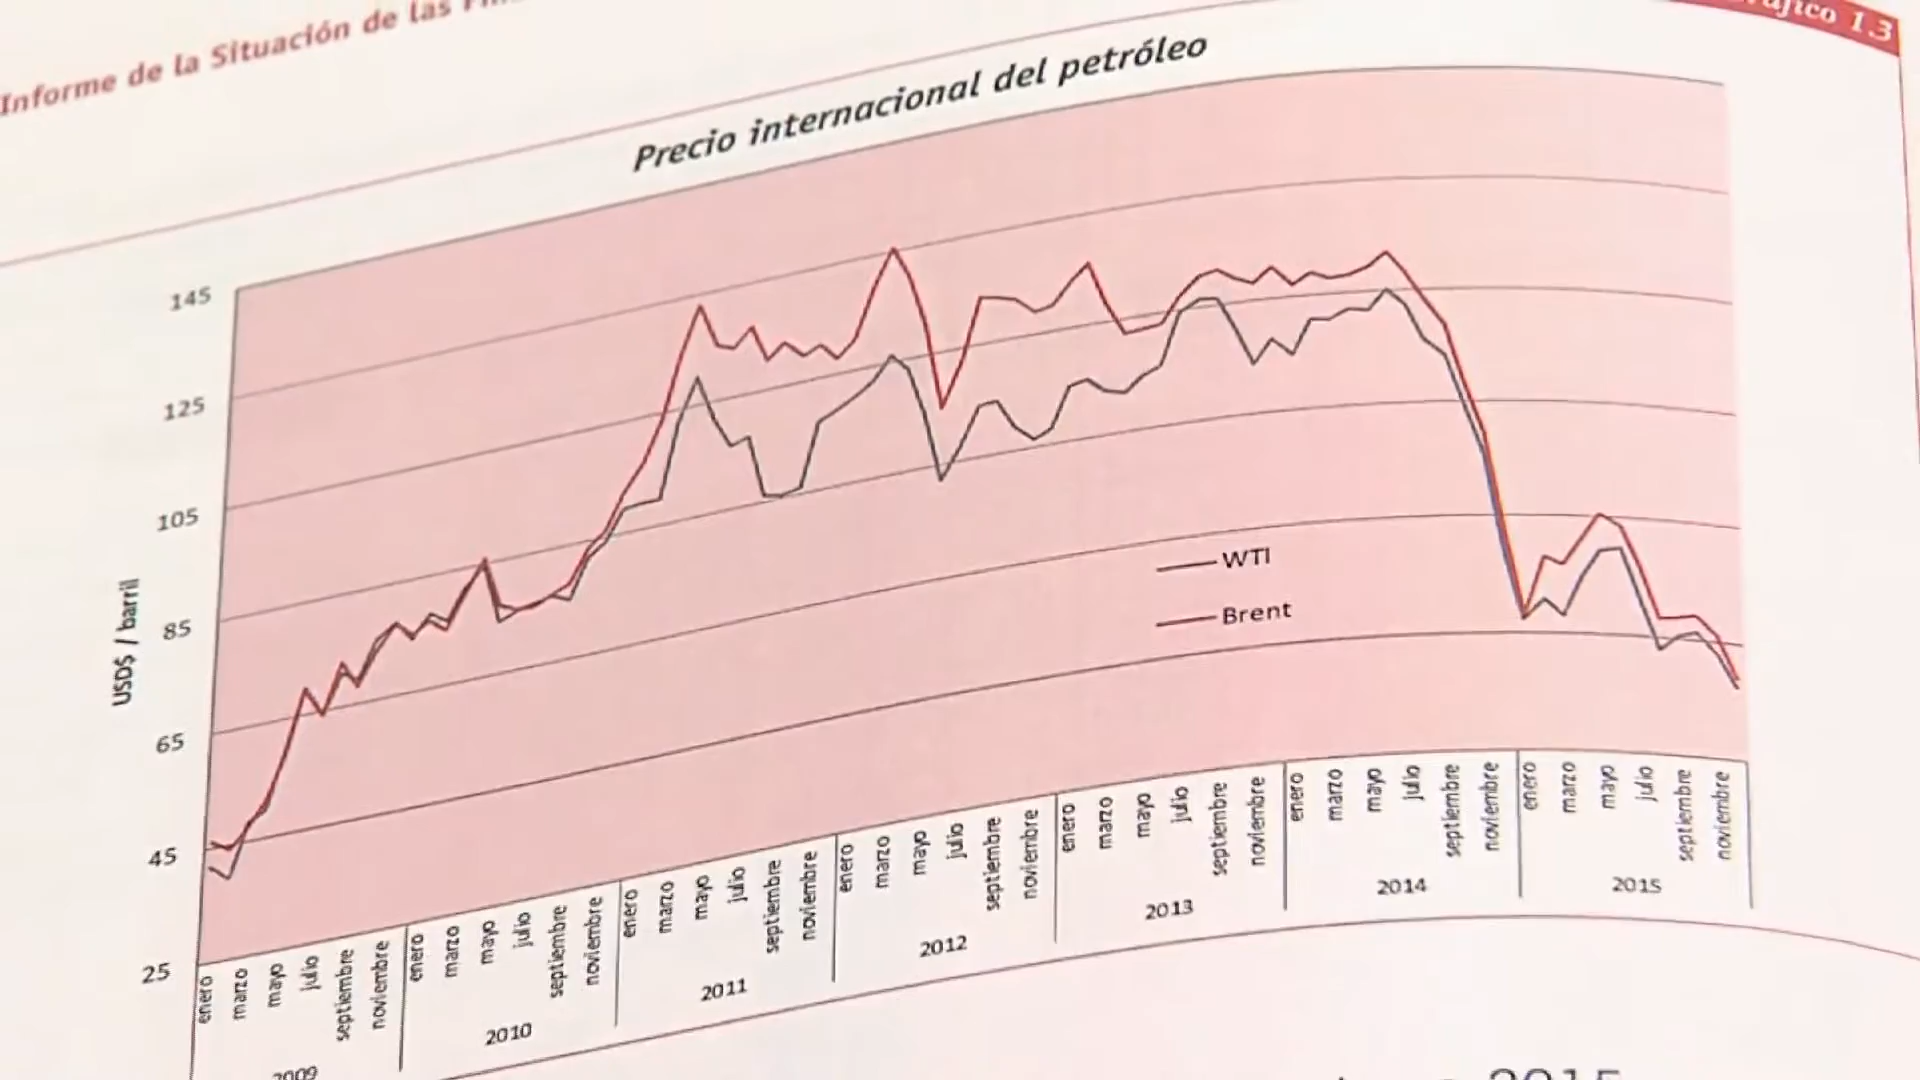 Informe de la Situación de las
Gráfico 1.3
Precio internacional del petróleo
145
125
105
85
65
45
25
USD$ / barril
WTI
Brent
enero marzo mayo julio septiembre noviembre
enero marzo mayo julio septiembre noviembre
enero marzo mayo julio septiembre noviembre
enero marzo mayo julio septiembre noviembre
enero marzo mayo julio septiembre noviembre
enero marzo mayo julio septiembre noviembre
enero marzo mayo julio septiembre noviembre
2009 2010 2011 2012 2013 2014 2015
2015